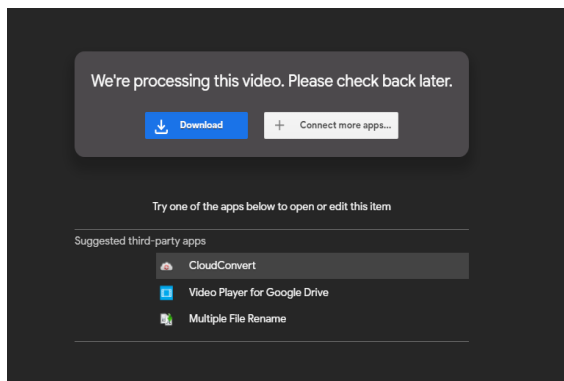 We're processing this video. Please check back later.
Download
Connect more apps...
Try one of the apps below to open or edit this item
Suggested third-party apps
CloudConvert
Video Player for Google Drive
Multiple File Rename